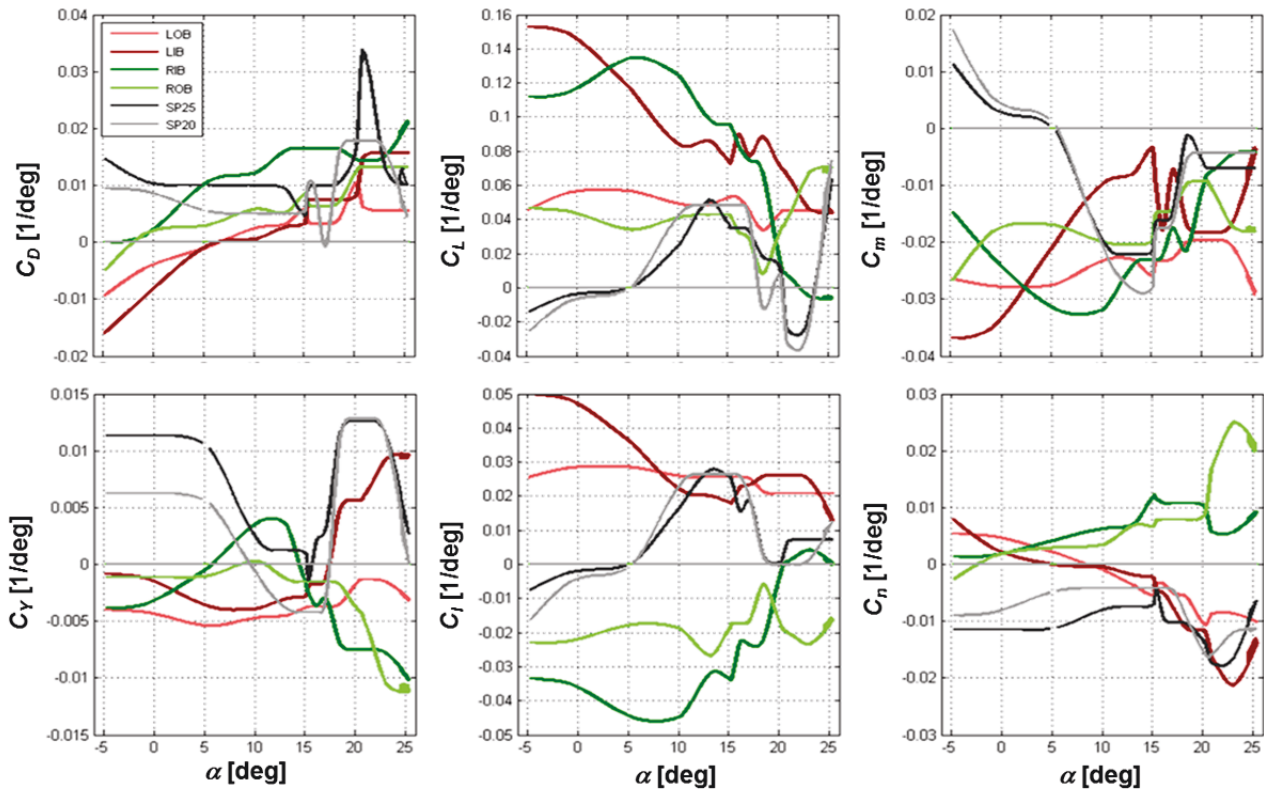 0.04
0.03
0.02
0.01
0
-0.01
-0.02
C_D [1/deg]
LOB
LIB
RIB
ROB
SP25
SP20
0.16
0.14
0.12
0.1
0.08
0.06
0.04
0.02
0
-0.02
-0.04
C_L [1/deg]
0.02
0.01
0
-0.01
-0.02
-0.03
-0.04
C_m [1/deg]
0.015
0.01
0.005
0
-0.005
-0.01
-0.015
C_Y [1/deg]
-5 0 5 10 15 20 25
α [deg]
0.05
0.04
0.03
0.02
0.01
0
-0.01
-0.02
-0.03
-0.04
-0.05
C_l [1/deg]
-5 0 5 10 15 20 25
α [deg]
0.03
0.02
0.01
0
-0.01
-0.02
-0.03
C_n [1/deg]
-5 0 5 10 15 20 25
α [deg]